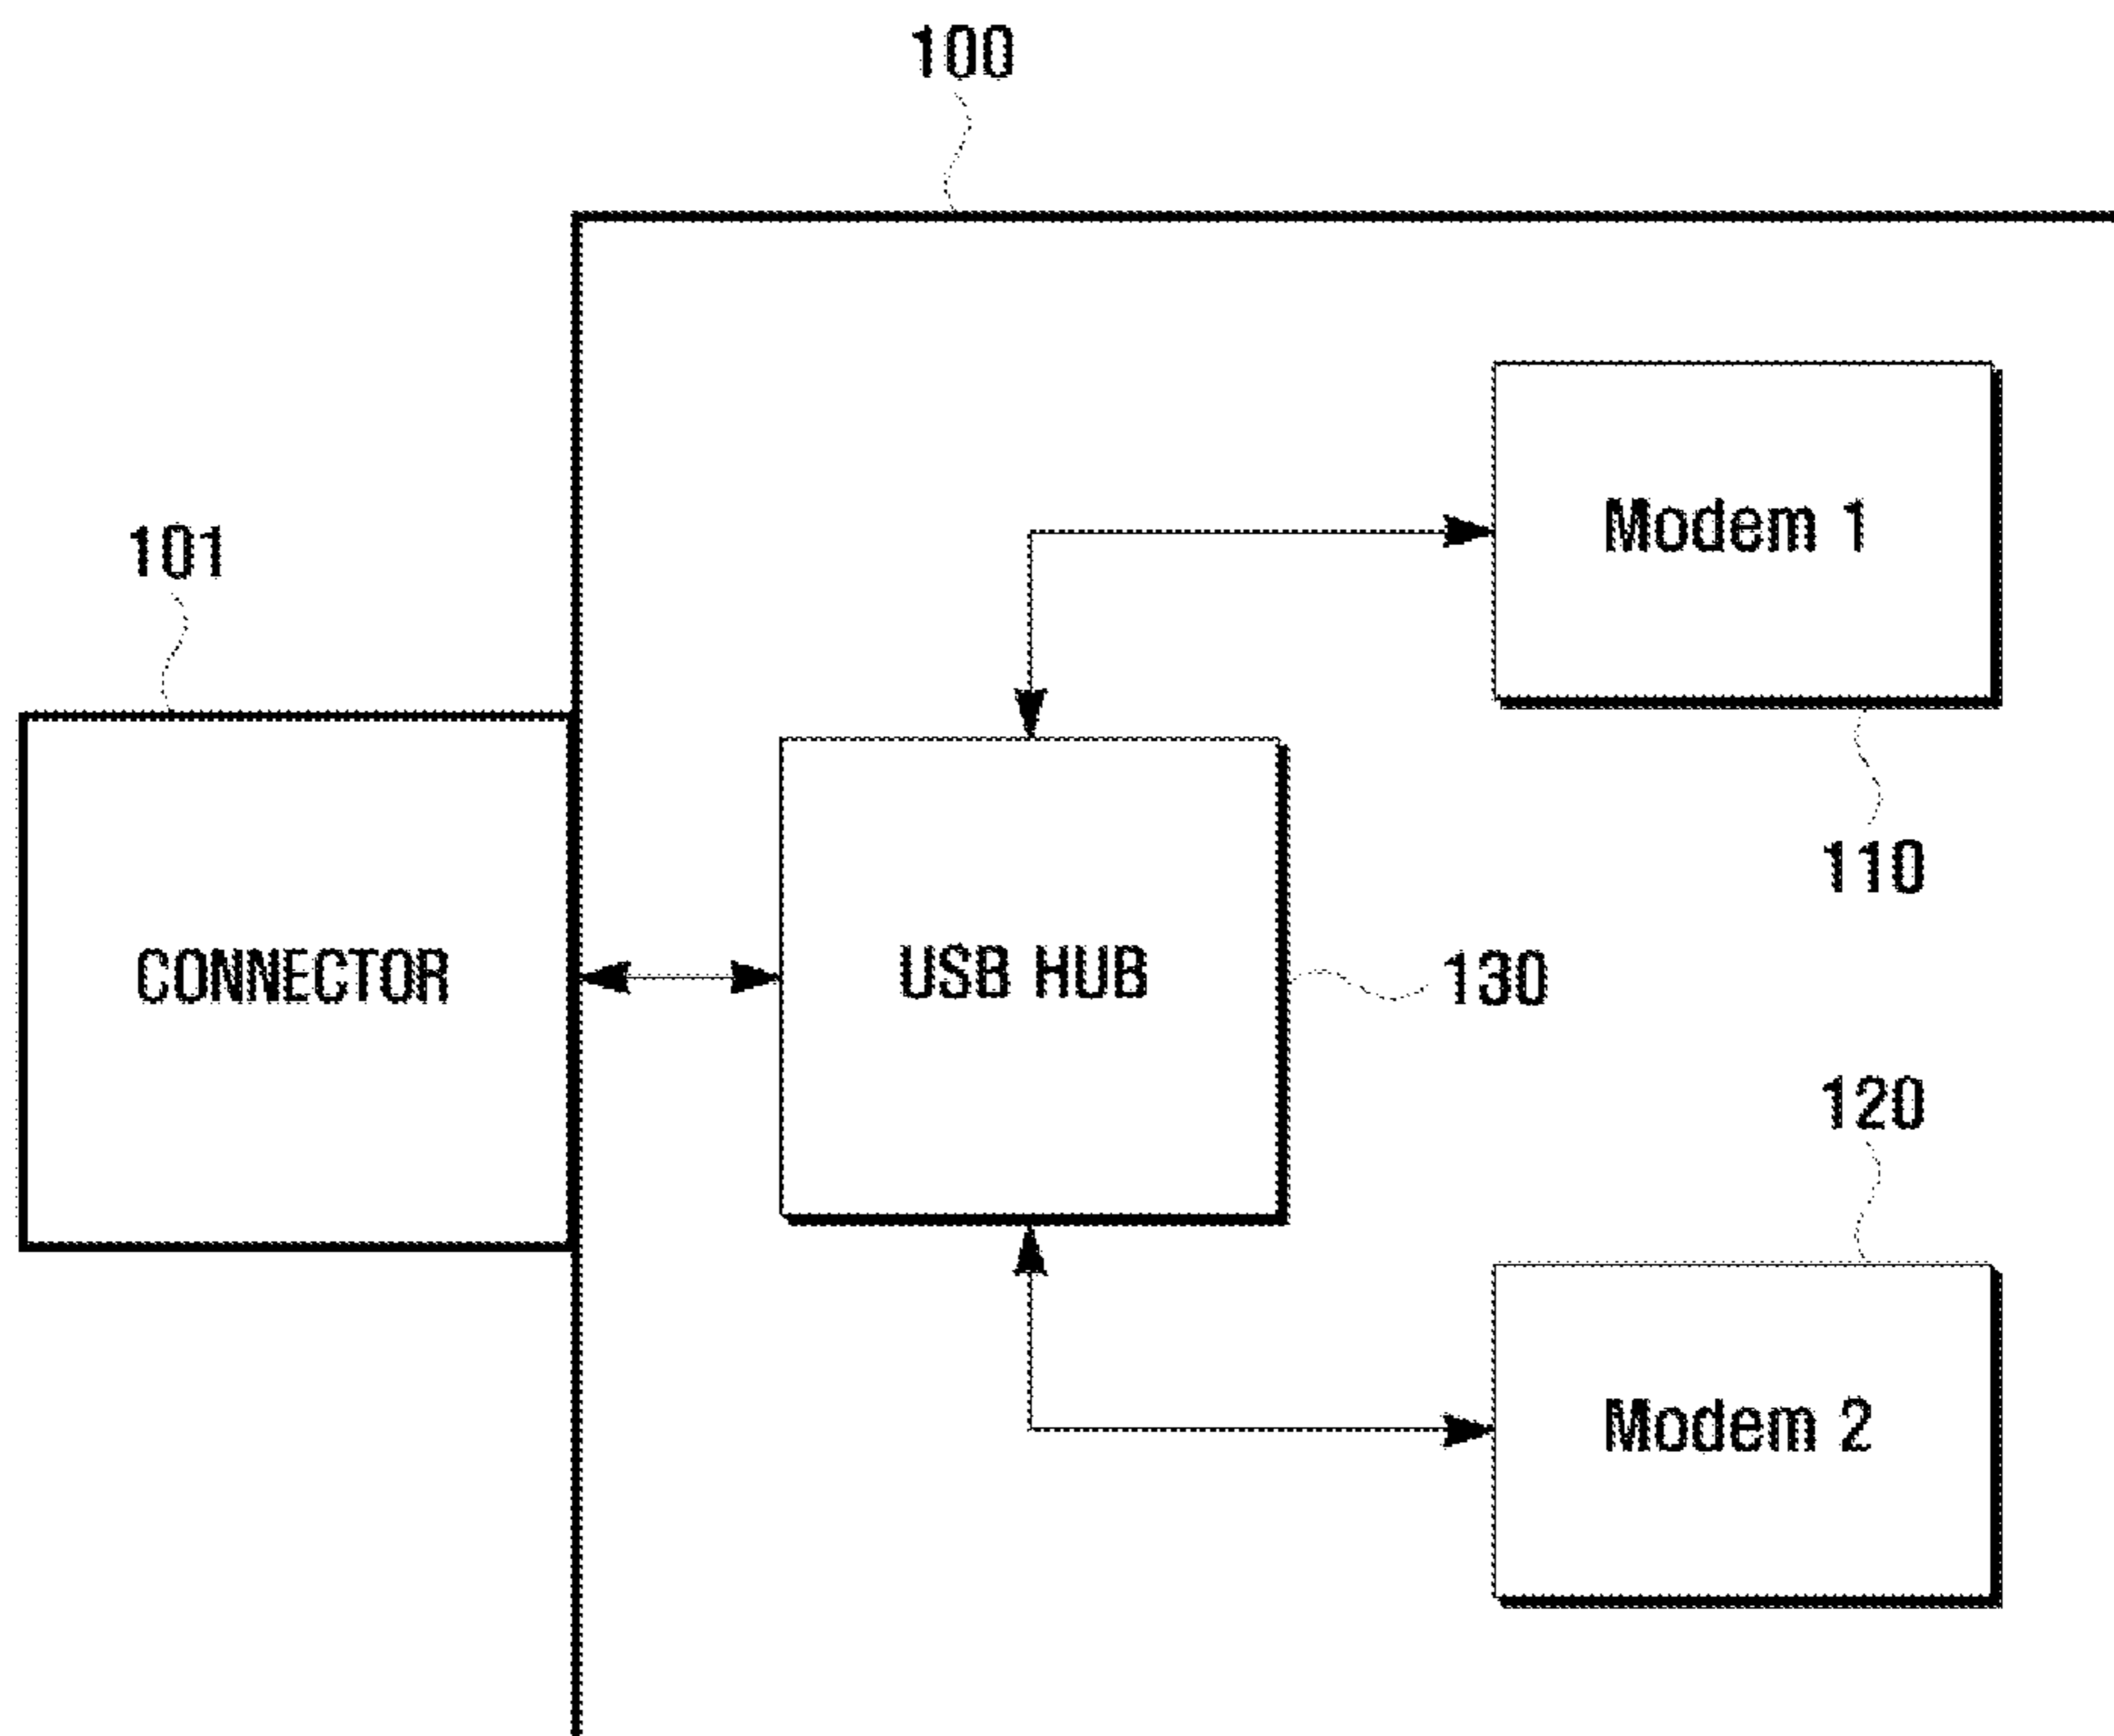 100
101
Modem 1
110
CONNECTOR
USB HUB
130
120
Modem 2